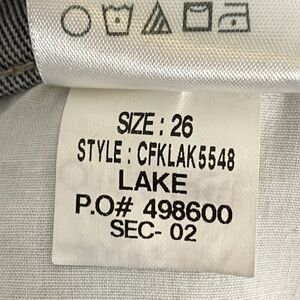 SIZE : 26
STYLE : CFKLAK5548
LAKE
P.O# 498600
SEC- 02